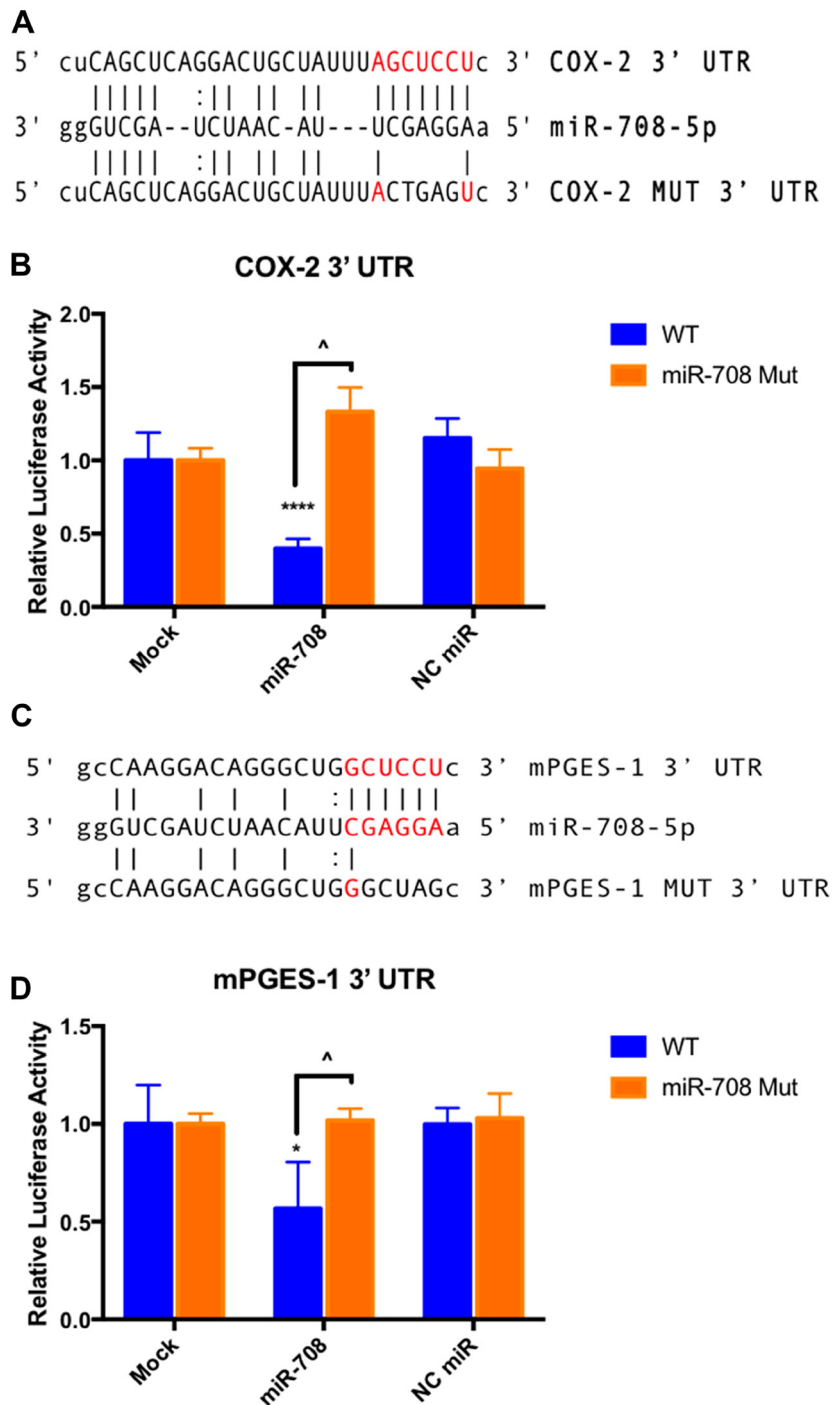 A
5' cuCAGCUCAGGACUGCUAUUUAGCUCCUc 3' COX-2 3' UTR
||||| :|| || || |||||||
3' ggGUCGA--UCUAAC-AU---UCGAGGAa 5' miR-708-5p
||||| :|| || || | |
5' cuCAGCUCAGGACUGCUAUUUACTGAGUc 3' COX-2 MUT 3' UTR
B
COX-2 3' UTR
Relative Luciferase Activity
2.0
1.5
1.0
0.5
0.0
^
****
Mock
miR-708
NC miR
WT
miR-708 Mut
C
5' gcCAAGGACAGGGCUGGCUCCUc 3' mPGES-1 3' UTR
|| | | | :||||||
3' ggGUCGAUCUAACAUUCGAGGAa 5' miR-708-5p
|| | | | :|
5' gcCAAGGACAGGGCUGGGCUAGc 3' mPGES-1 MUT 3' UTR
D
mPGES-1 3' UTR
Relative Luciferase Activity
1.5
1.0
0.5
0.0
^
*
Mock
miR-708
NC miR
WT
miR-708 Mut